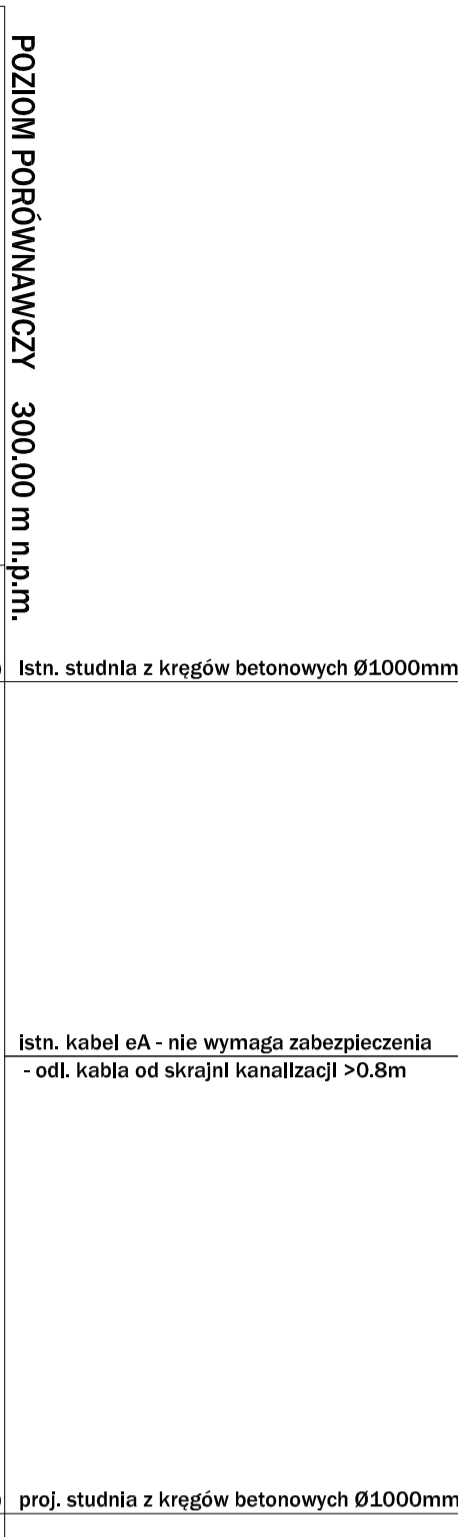 POZIOM PORÓWNAWCZY 300.00 m n.p.m.
Istn. studnia z kręgów betonowych Ø1000mm
istn. kabel eA - nie wymaga zabezpieczenia
- odl. kabla od skrajni kanalizacji >0.8m
proj. studnia z kręgów betonowych Ø1000mm